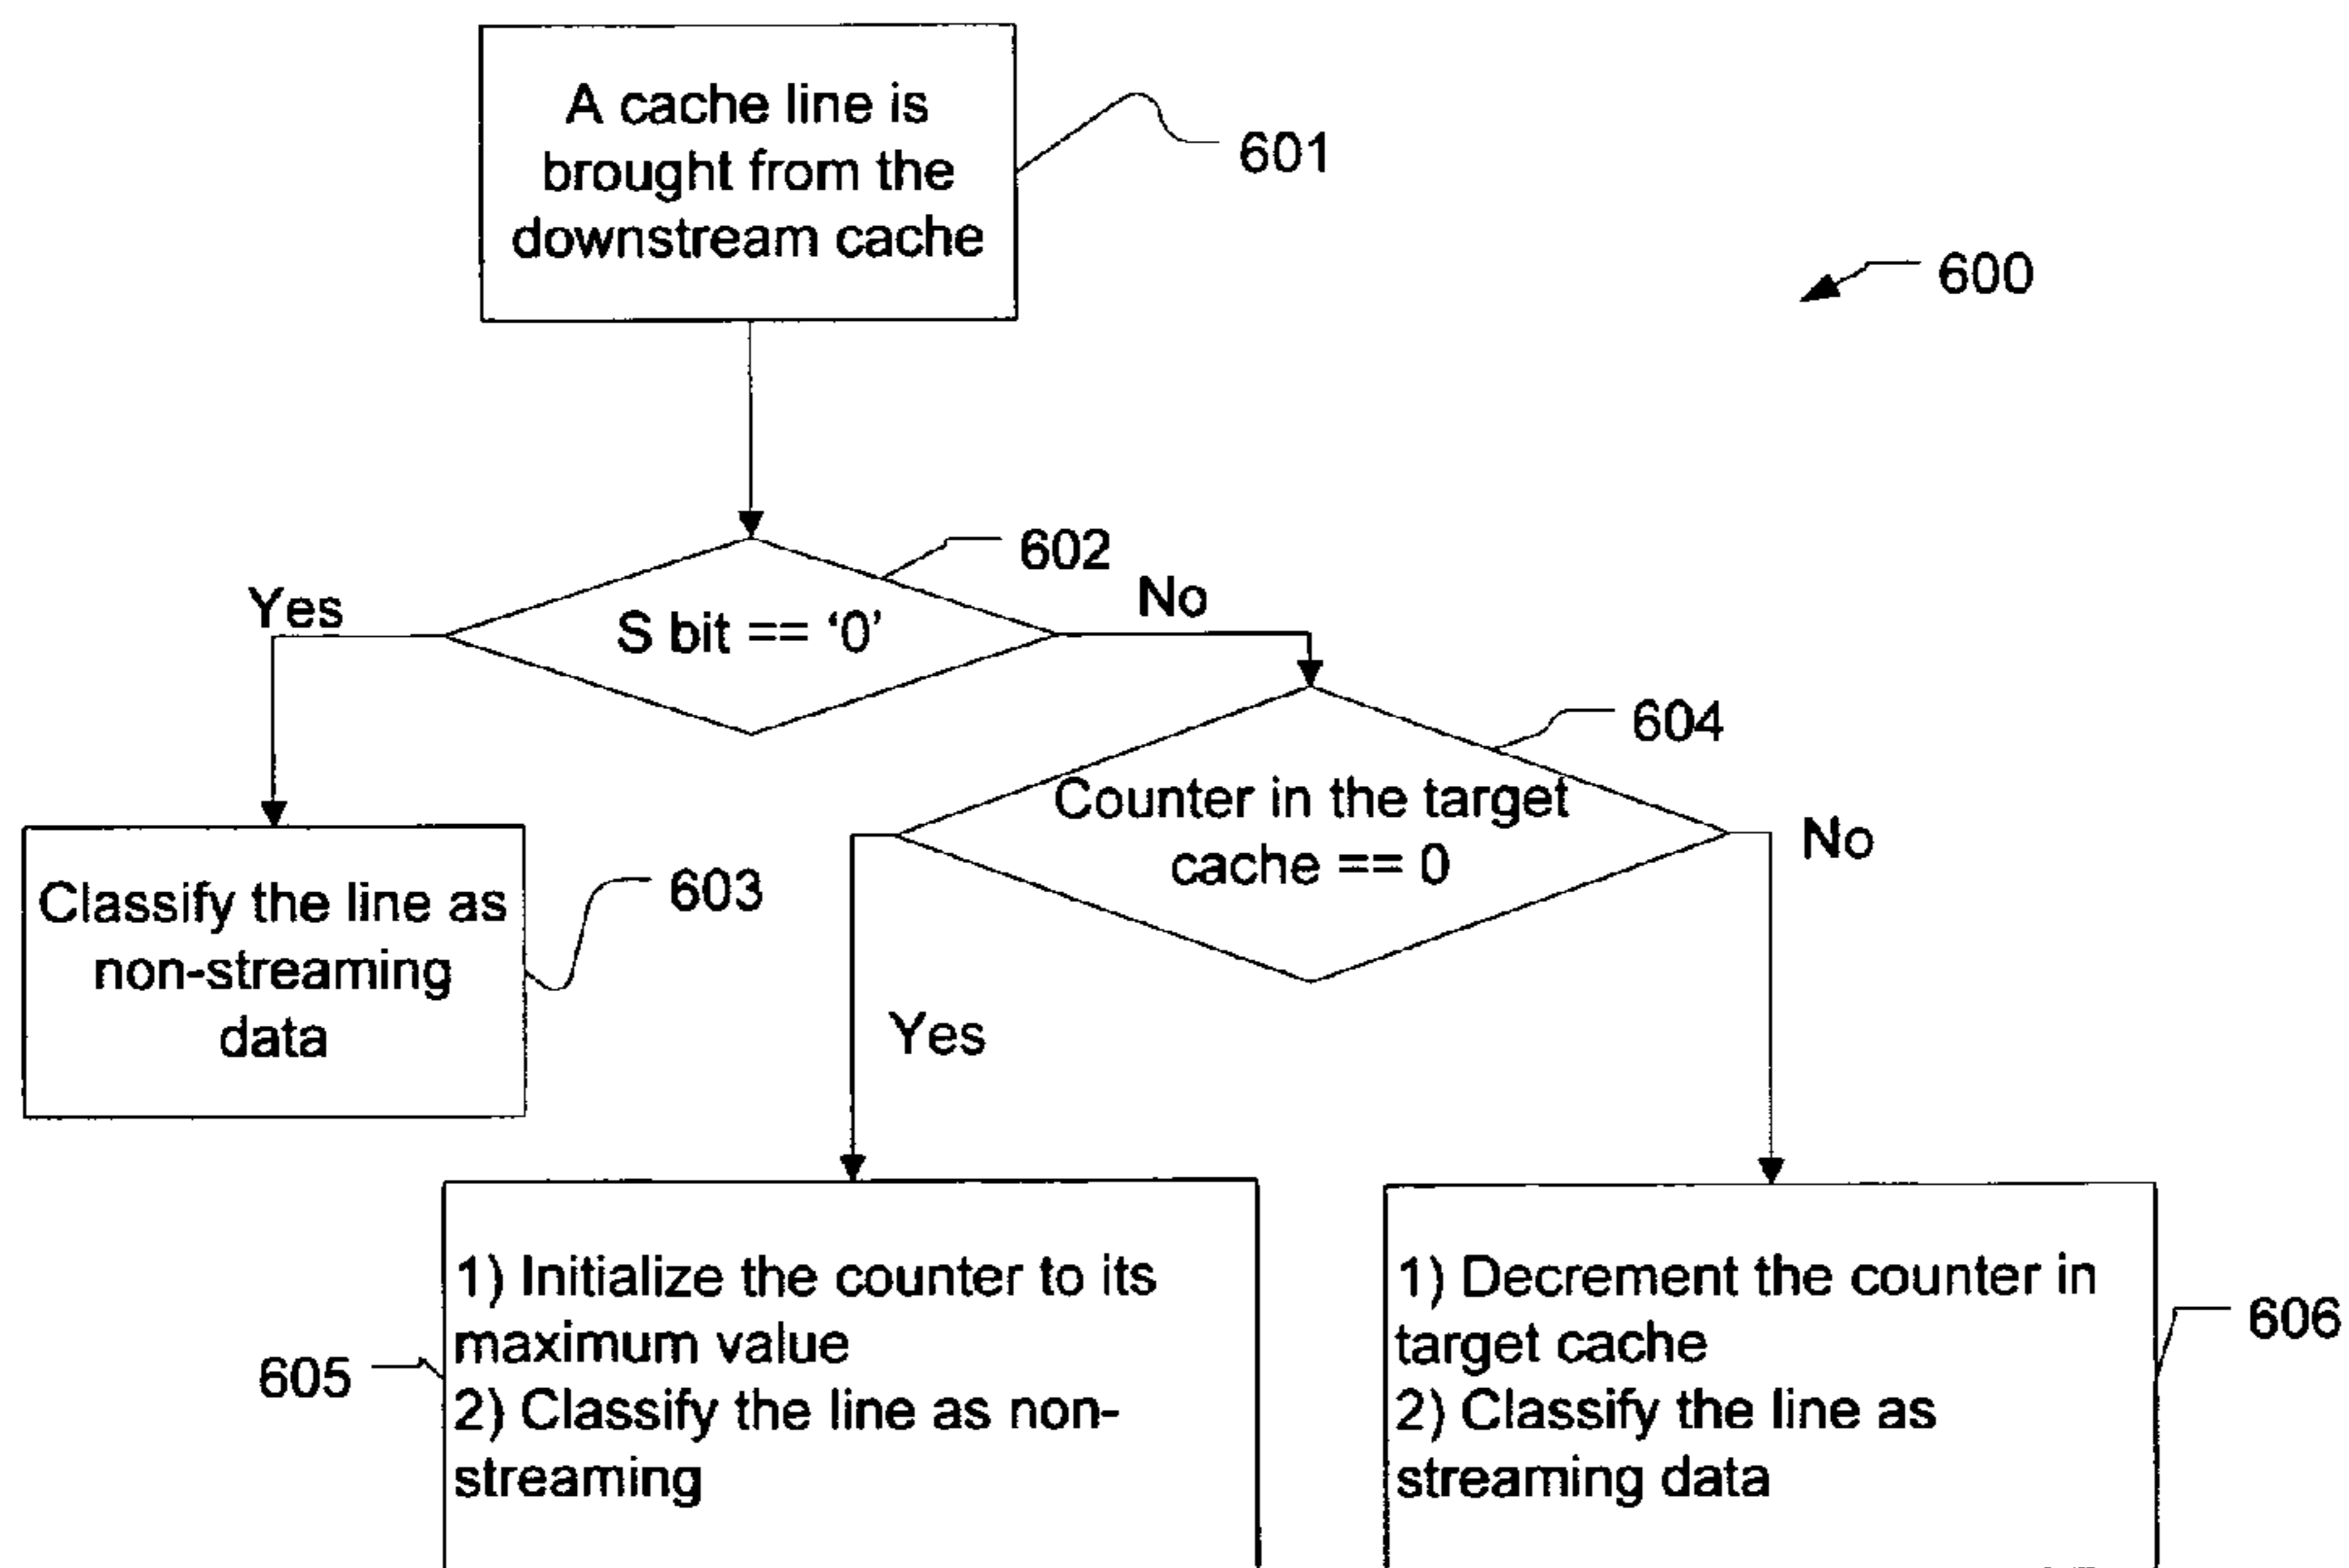 A cache line is
brought from the
downstream cache
601
600
602
Yes
No
S bit == ‘0’
604
Counter in the target
cache == 0
No
Classify the line as
non-streaming
data
603
Yes
1) Initialize the counter to its
maximum value
2) Classify the line as non-
streaming
605
1) Decrement the counter in
target cache
2) Classify the line as
streaming data
606